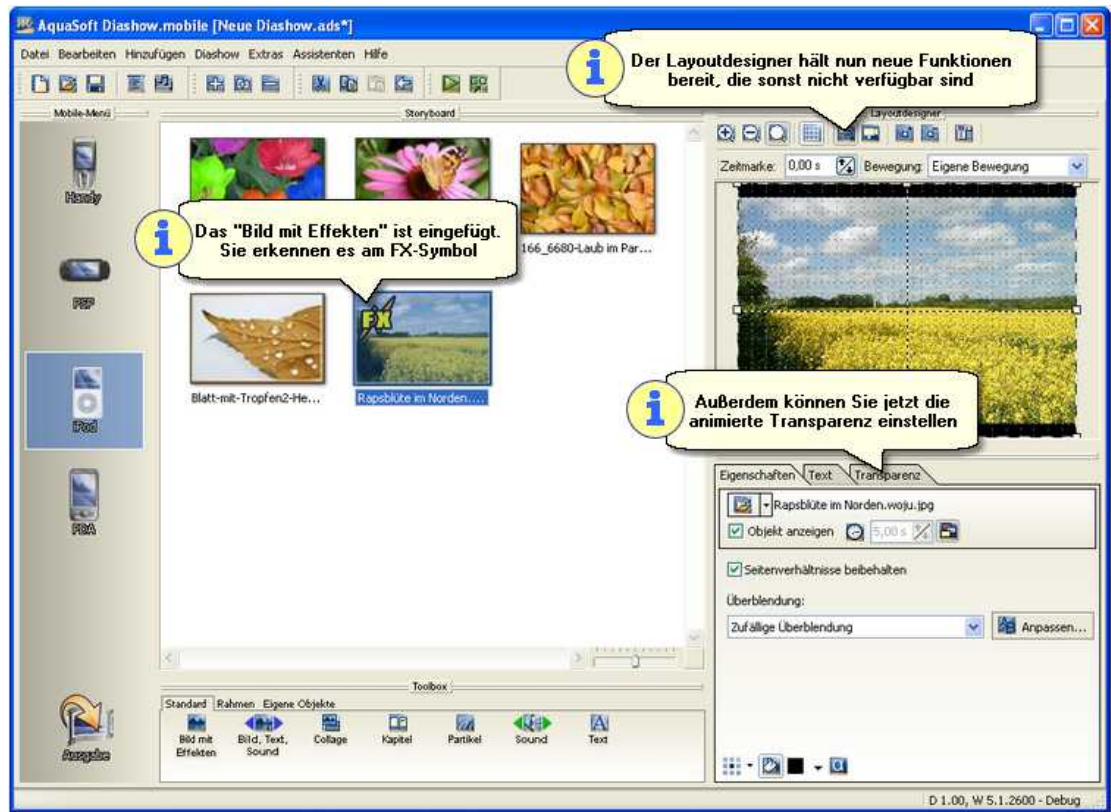 AquaSoft Diashow.mobile [Neue Diashow.ads*]
Datei Bearbeiten Hinzufügen Diashow Extras Assistenten Hilfe
Der Layoutdesigner hält nun neue Funktionen
bereit, die sonst nicht verfügbar sind
Mobile-Menü
Storyboard
Layoutdesigner
Zeitmarke: 0,00 s Bewegung: Eigene Bewegung
Handy
PSP
iPod
PDA
Ausgabe
Das "Bild mit Effekten" ist eingefügt.
Sie erkennen es am FX-Symbol
166_6680-Laub im Par...
FX
Blatt-mit-Tropfen2-He...
Rapsblüte im Norden....
Außerdem können Sie jetzt die
animierte Transparenz einstellen
Eigenschaften Text Transparenz
Rapsblüte im Norden.woju.jpg
Objekt anzeigen 5,00 s
Seitenverhältnisse beibehalten
Überblendung:
Zufällige Überblendung Anpassen...
Toolbox
Standard Rahmen Eigene Objekte
Bild mit Effekten
Bild, Text, Sound
Collage
Kapitel
Partikel
Sound
Text
D 1.00, W 5.1.2600 - Debug